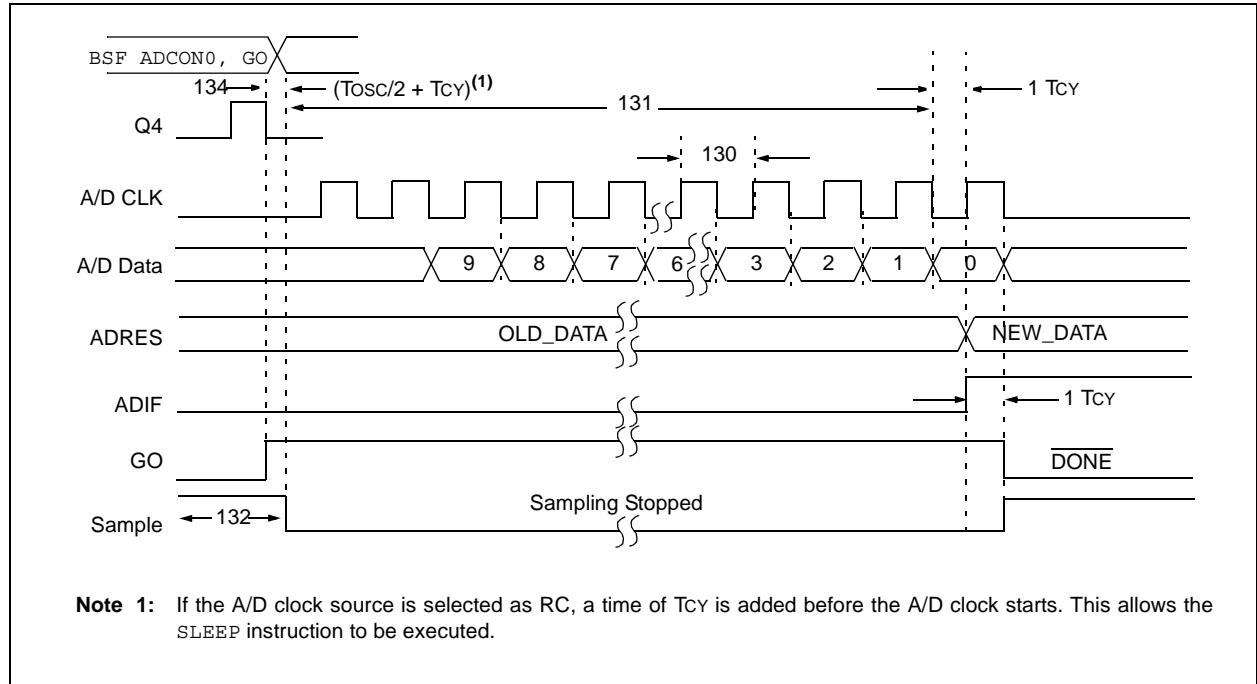 BSF ADCON0, GO
134 (TOSC/2 + TCY)(1) 1 TCY
131
Q4
130
A/D CLK
A/D Data 9 8 7 6 3 2 1 0
ADRES OLD_DATA NEW_DATA
ADIF 1 TCY
GO DONE
Sample 132 Sampling Stopped
Note 1: If the A/D clock source is selected as RC, a time of TCY is added before the A/D clock starts. This allows the
SLEEP instruction to be executed.